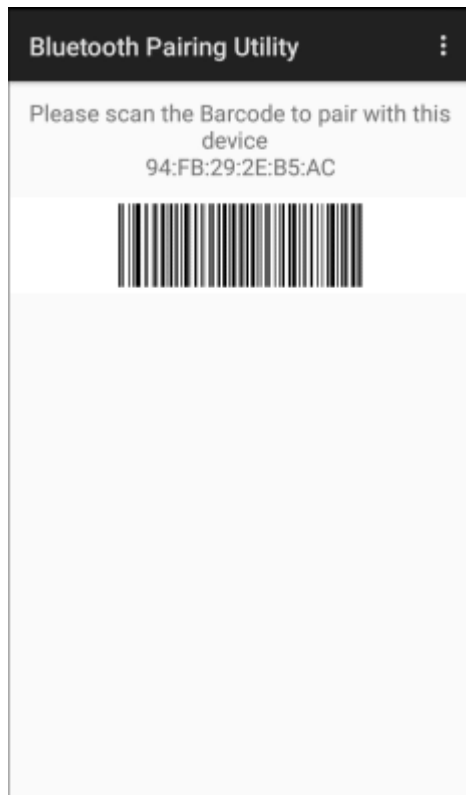 Bluetooth Pairing Utility
Please scan the Barcode to pair with this
device
94:FB:29:2E:B5:AC